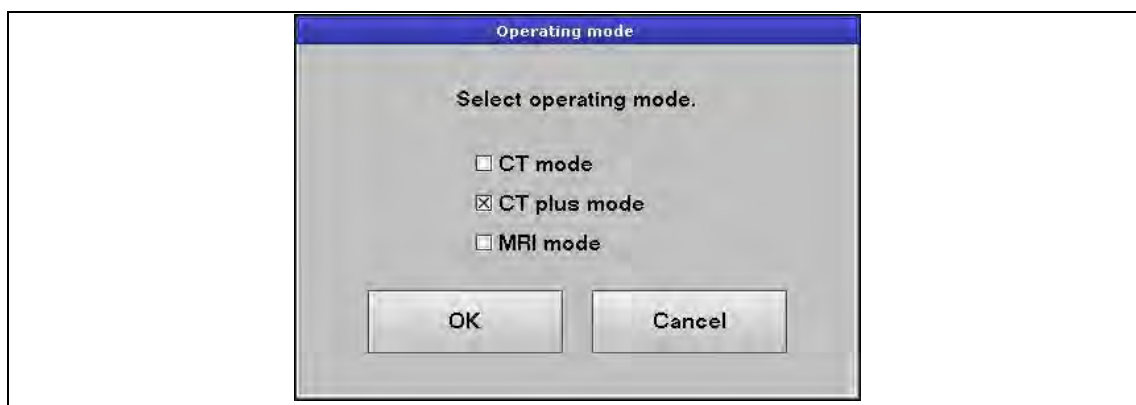 Operating mode
Select operating mode.
CT mode
CT plus mode
MRI mode
OK Cancel